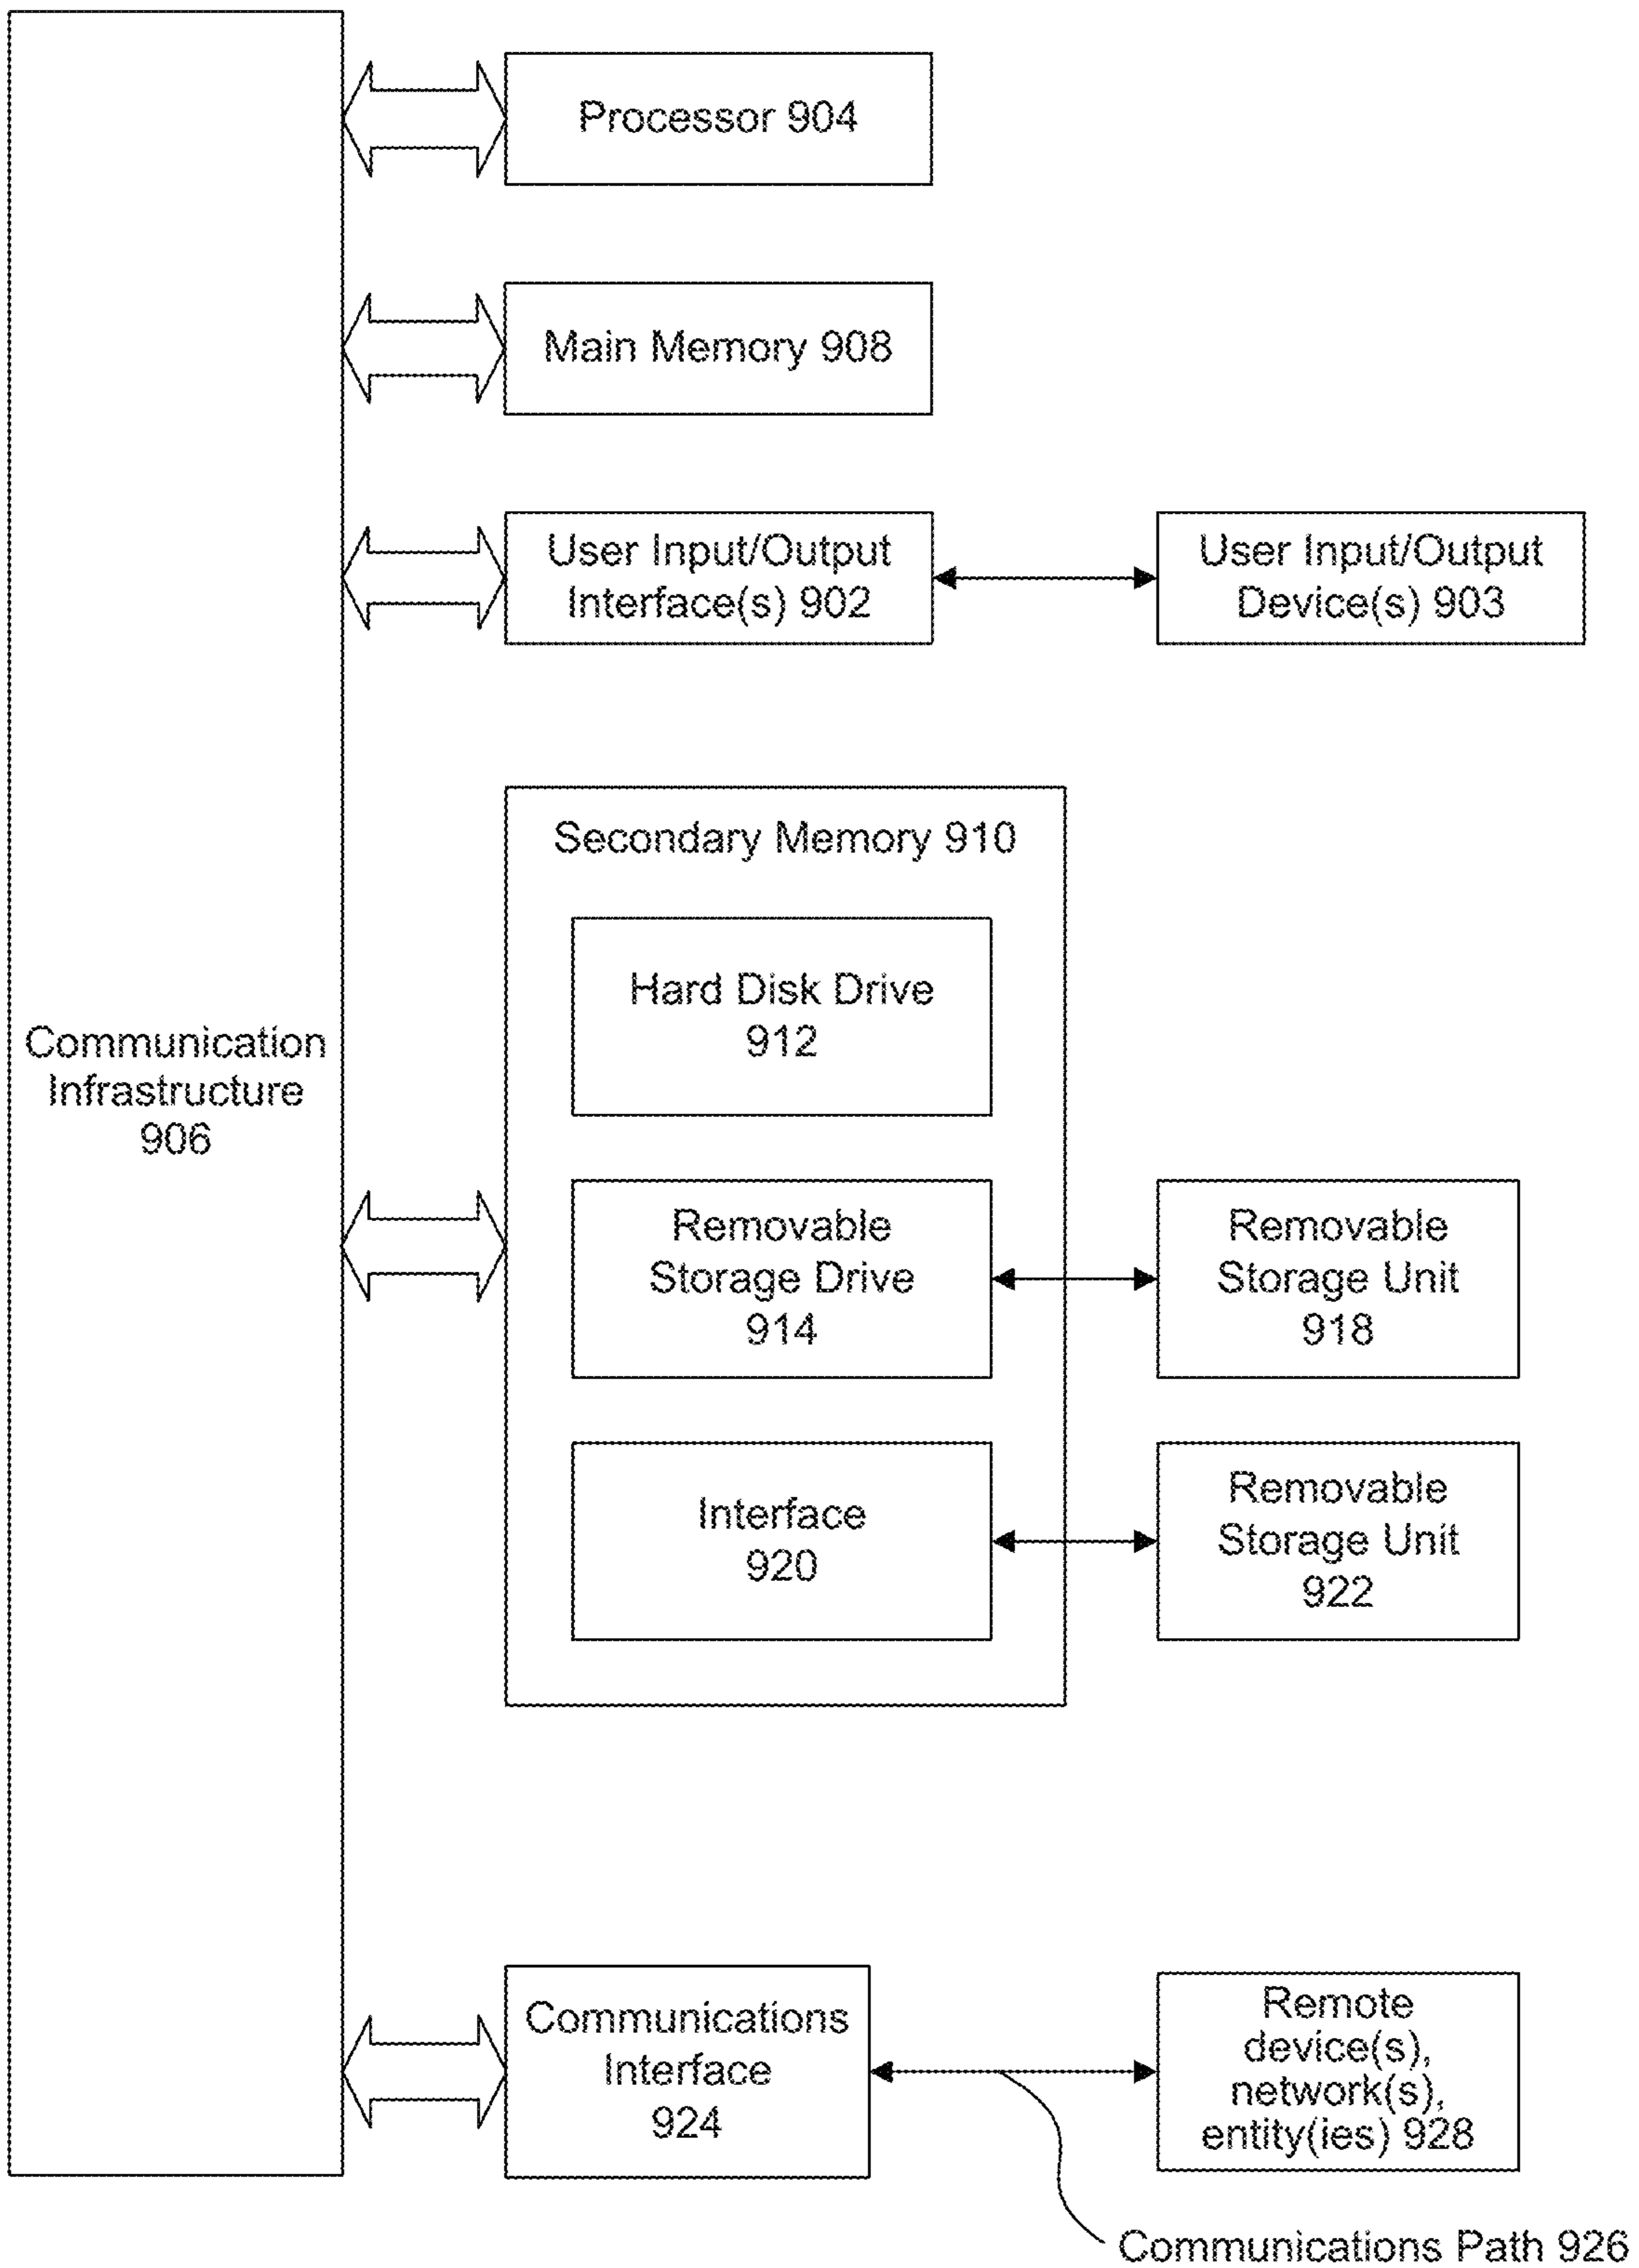 Processor 904
Main Memory 908
User Input/Output
Interface(s) 902
User Input/Output
Device(s) 903
Secondary Memory 910
Hard Disk Drive
912
Communication
Infrastructure
906
Removable
Storage Drive
914
Removable
Storage Unit
918
Interface
920
Removable
Storage Unit
922
Communications
Interface
924
Remote
device(s),
network(s),
entity(ies) 928
Communications Path 926